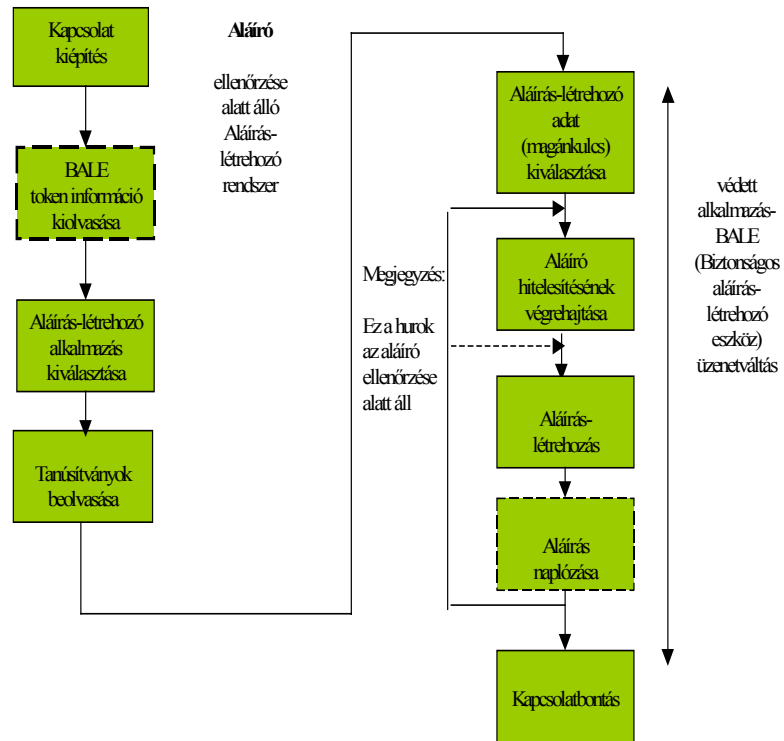 Kapcsolat
kiépítés
BALE
token információ
kiolvasása
Aláírás-létrehozó
alkalmazás
kiválasztása
Tanúsítványok
beolvasása
Aláíró
ellenőrzése
alatt álló
Aláírás-
létrehozó
rendszer
Aláírás-létrehozó
adat
(magánkulcs)
kiválasztása
Aláíró
hitelesítésének
végrehajtása
Megjegyzés:
Ez a hurok
az aláíró
ellenőrzése
alatt áll
Aláírás-
létrehozás
Aláírás
naplózása
Kapcsolatbontás
védett
alkalmazás-
BALE
(Biztonságos
aláírás-
létrehozó
eszköz)
üzenetváltás